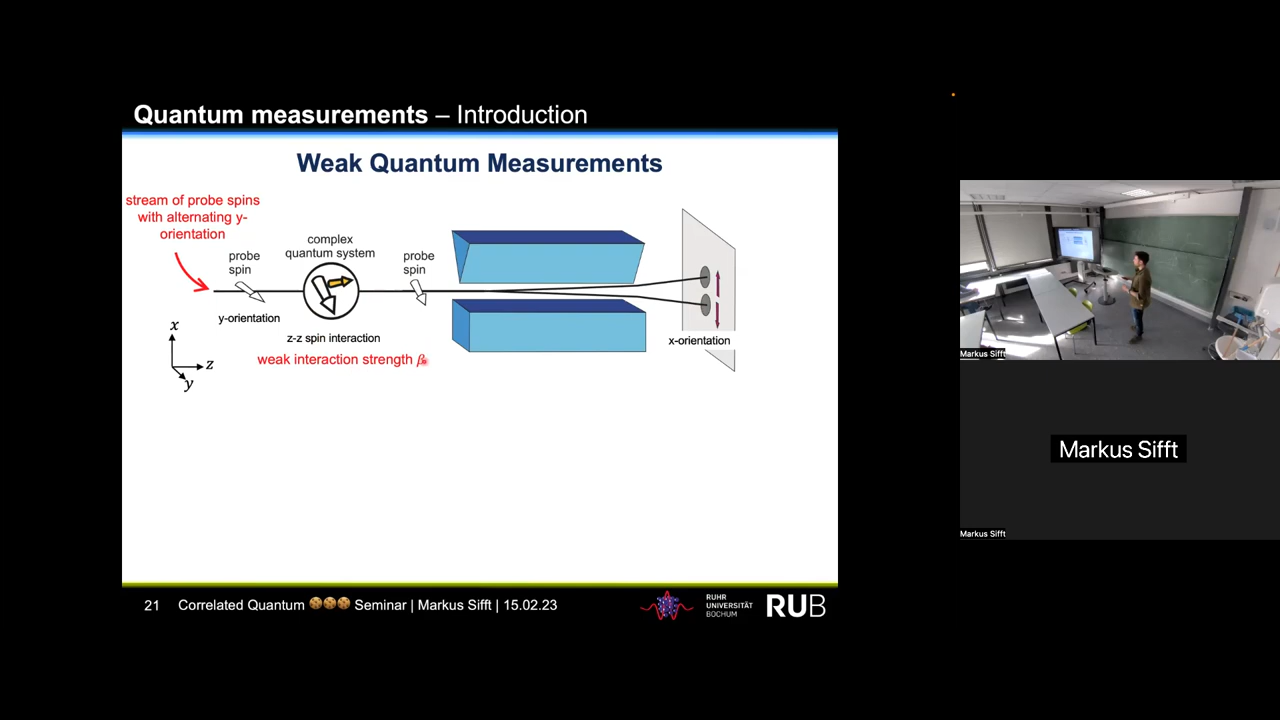 Quantum measurements – Introduction
Weak Quantum Measurements
stream of probe spins
with alternating y-
orientation
probe
spin
complex
quantum system
probe
spin
y-orientation
z-z spin interaction
weak interaction strength β
x-orientation
x
z
y
21
Correlated Quantum 🍪🍪🍪 Seminar | Markus Sifft | 15.02.23
RUHR
UNIVERSITÄT
BOCHUM
RUB
Markus Sifft
Markus Sifft
Markus Sifft